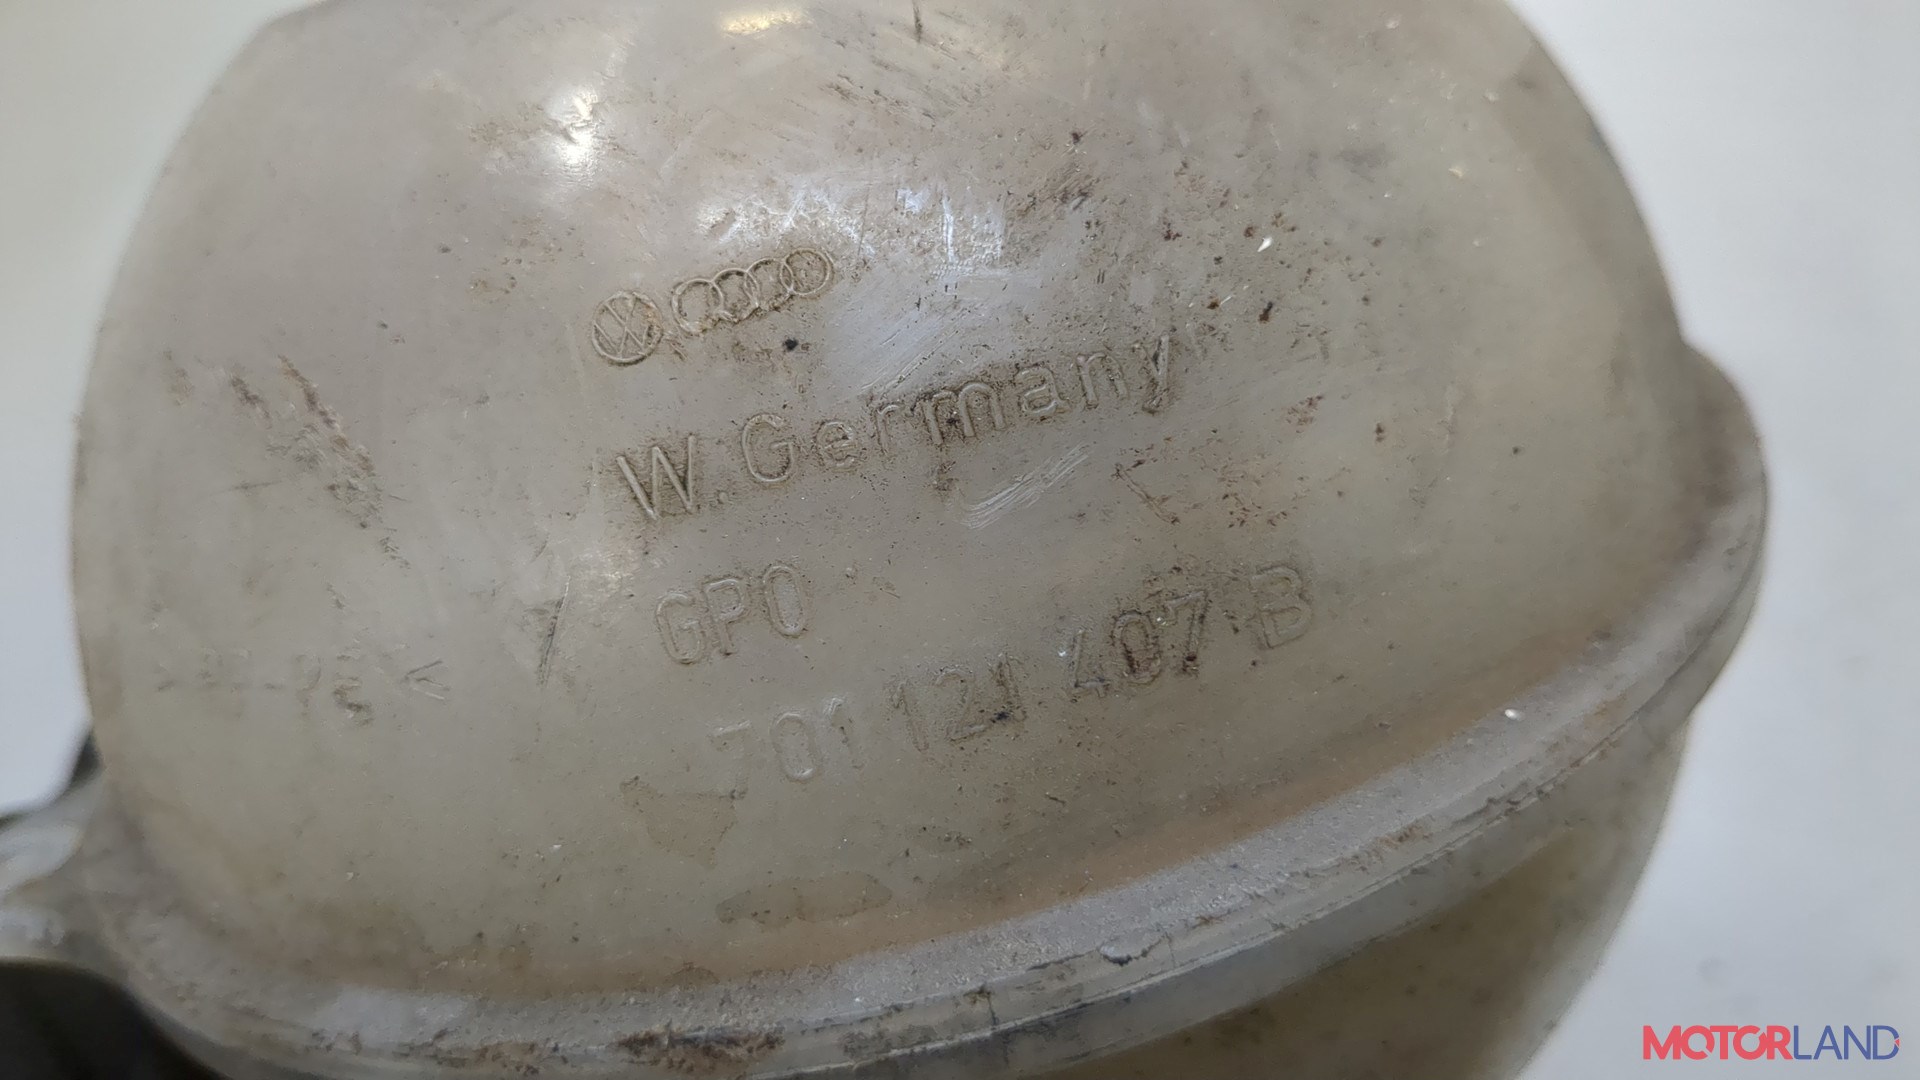 W.Germany
GPO
701 121 407 B
MOTORLAND